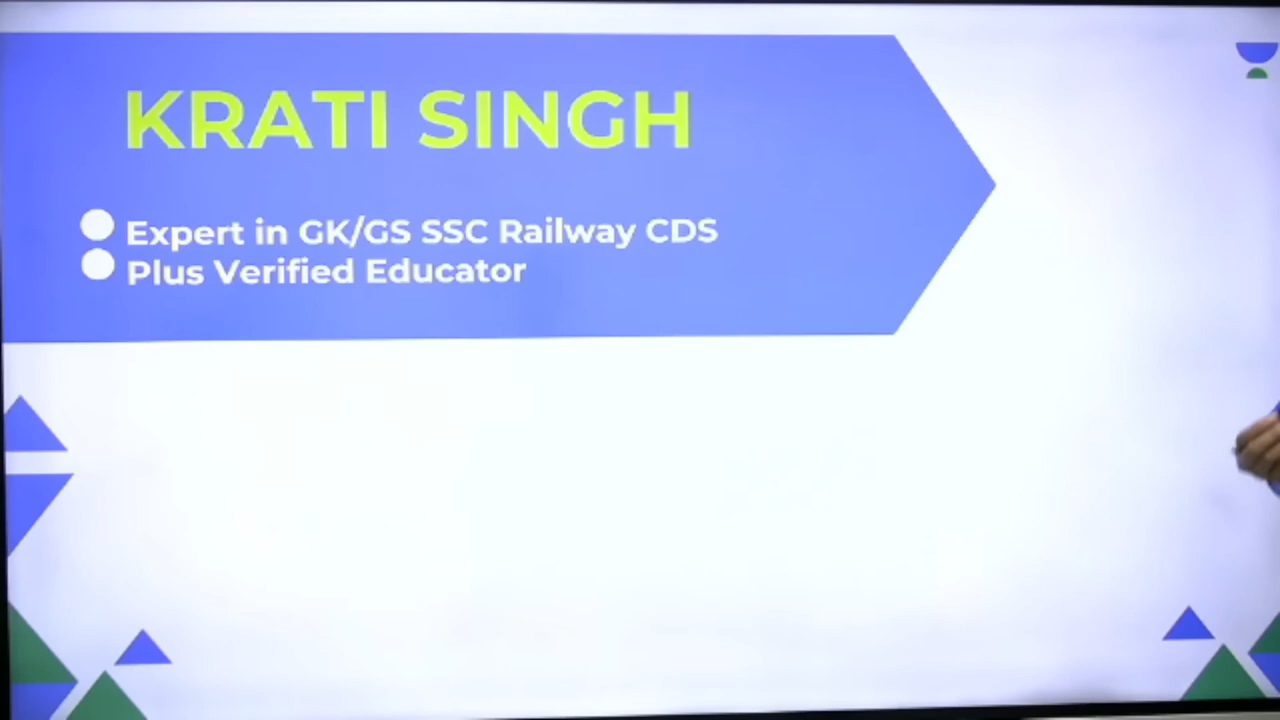 KRATI SINGH
Expert in GK/GS SSC Railway CDS
Plus Verified Educator